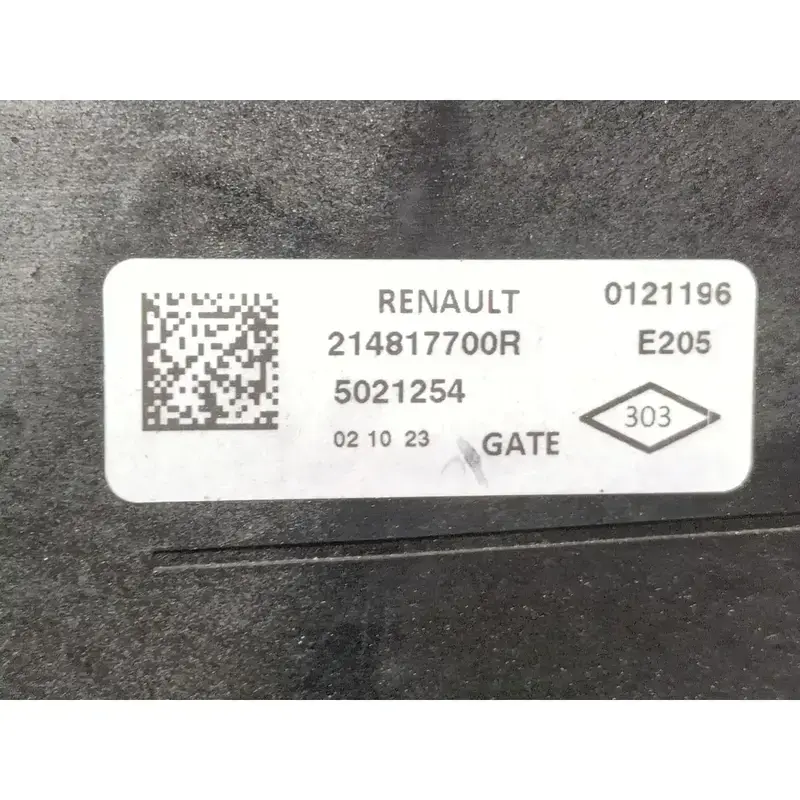 RENAULT 0121196
214817700R E205
5021254 303
02 10 23 GATE